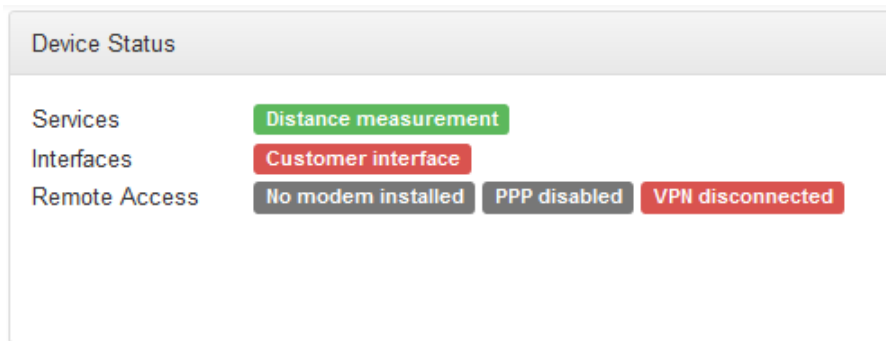 Device Status
Services Distance measurement
Interfaces Customer interface
Remote Access No modem installed PPP disabled VPN disconnected